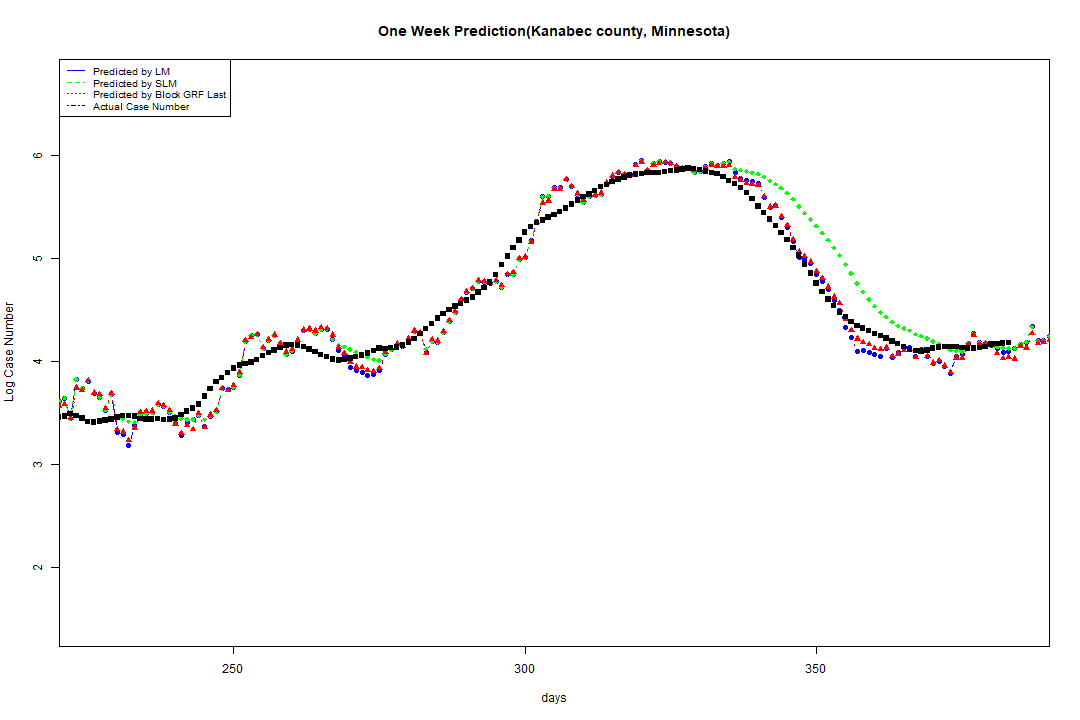 One Week Prediction(Kanabec county, Minnesota)
Predicted by LM
Predicted by SLM
Predicted by Block GRF Last
Actual Case Number
6
5
4
3
2
Log Case Number
250
300
350
days